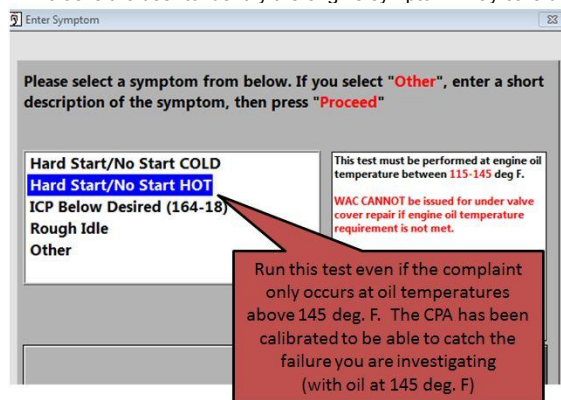 Enter Symptom
Please select a symptom from below. If you select "Other", enter a short
description of the symptom, then press "Proceed"
Hard Start/No Start COLD
Hard Start/No Start HOT
ICP Below Desired (164-18)
Rough Idle
Other
This test must be performed at engine oil
temperature between 115-145 deg F.
WAC CANNOT be issued for under valve
cover repair if engine oil temperature
requirement is not met.
Run this test even if the complaint
only occurs at oil temperatures
above 145 deg. F. The CPA has been
calibrated to be able to catch the
failure you are investigating
(with oil at 145 deg. F)